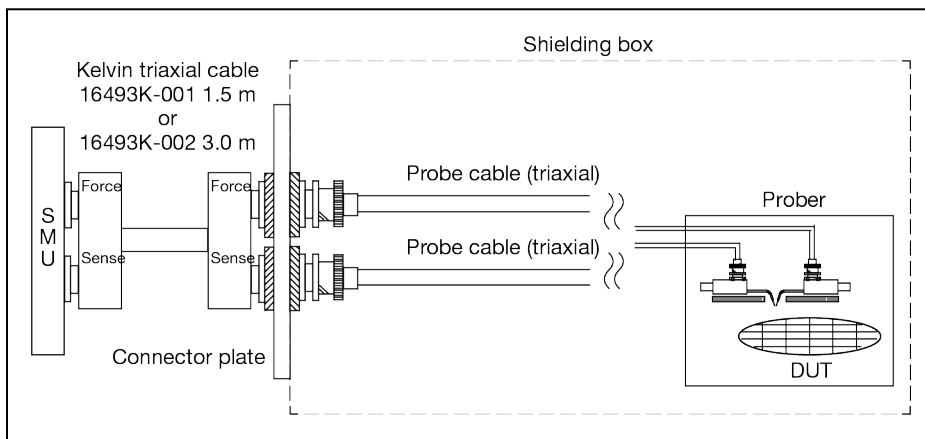 Shielding box
Kelvin triaxial cable
16493K-001 1.5 m
or
16493K-002 3.0 m
Force
Force
Probe cable (triaxial)
Prober
S
M
U
Sense
Sense
Probe cable (triaxial)
Connector plate
DUT